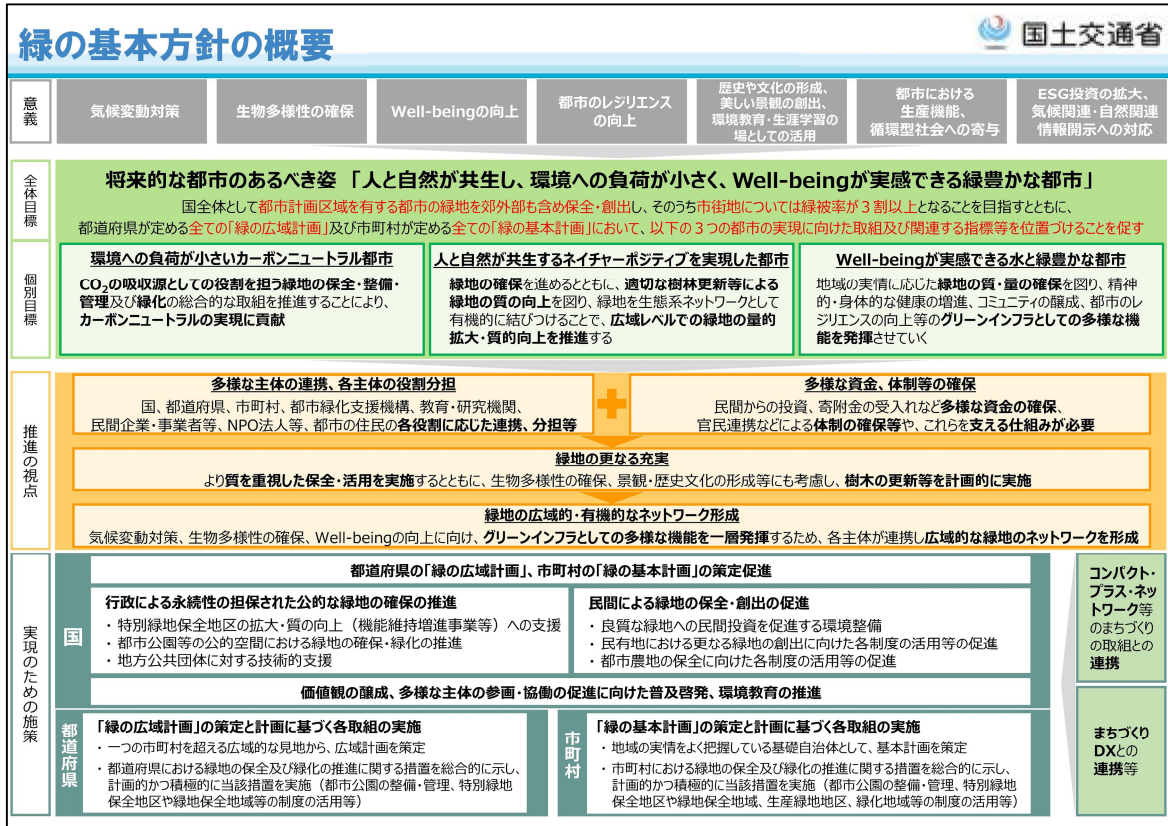 緑の基本方針の概要
国土交通省
意義
気候変動対策
生物多様性の確保
Well-beingの向上
都市のレジリエンス
の向上
歴史や文化の形成、
美しい景観の創出、
環境教育・生涯学習の
場としての活用
都市における
生産機能、
循環型社会への寄与
ESG投資の拡大、
気候関連・自然関連
情報開示への対応
全体目標
将来的な都市のあるべき姿 「人と自然が共生し、環境への負荷が小さく、Well-beingが実感できる緑豊かな都市」
国全体として都市計画区域を有する都市の緑地を郊外部も含め保全・創出し、そのうち市街地については緑被率が３割以上となることを目指すとともに、
都道府県が定める全ての「緑の広域計画」及び市町村が定める全ての「緑の基本計画」において、以下の３つの都市の実現に向けた取組及び関連する指標等を位置づけることを促す
個別目標
環境への負荷が小さいカーボンニュートラル都市
CO₂の吸収源としての役割を担う緑地の保全・整備・
管理及び緑化の総合的な取組を推進することにより、
カーボンニュートラルの実現に貢献
人と自然が共生するネイチャーポジティブを実現した都市
緑地の確保を進めるとともに、適切な樹林更新等による
緑地の質の向上を図り、緑地を生態系ネットワークとして
有機的に結びつけることで、広域レベルでの緑地の量的
拡大・質的向上を推進する
Well-beingが実感できる水と緑豊かな都市
地域の実情に応じた緑地の質・量の確保を図り、精神
的・身体的な健康の増進、コミュニティの醸成、都市のレ
ジリエンスの向上等のグリーンインフラとしての多様な機
能を発揮させていく
推進の視点
多様な主体の連携、各主体の役割分担
国、都道府県、市町村、都市緑化支援機構、教育・研究機関、
民間企業・事業者等、NPO法人等、都市の住民の各役割に応じた連携、分担等
多様な資金、体制等の確保
民間からの投資、寄附金の受入れなど多様な資金の確保、
官民連携などによる体制の確保等や、これらを支える仕組みが必要
緑地の更なる充実
より質を重視した保全・活用を実施するとともに、生物多様性の確保、景観・歴史文化の形成等にも考慮し、樹木の更新等を計画的に実施
緑地の広域的・有機的なネットワーク形成
気候変動対策、生物多様性の確保、Well-beingの向上に向け、グリーンインフラとしての多様な機能を一層発揮するため、各主体が連携し広域的な緑地のネットワークを形成
実現のための施策
国
都道府県の「緑の広域計画」、市町村の「緑の基本計画」の策定促進
行政による永続性の担保された公的な緑地の確保の推進
・特別緑地保全地区の拡大・質の向上（機能維持増進事業等）への支援
・都市公園等の公的空間における緑地の確保・緑化の推進
・地方公共団体に対する技術的支援
民間による緑地の保全・創出の促進
・良質な緑地への民間投資を促進する環境整備
・民有地における更なる緑地の創出に向けた各制度の活用等の促進
・都市農地の保全に向けた各制度の活用等の促進
価値観の醸成、多様な主体の参画・協働の促進に向けた普及啓発、環境教育の推進
都道府県
「緑の広域計画」の策定と計画に基づく各取組の実施
・一つの市町村を超える広域的な見地から、広域計画を策定
・都道府県における緑地の保全及び緑化の推進に関する措置を総合的に示し、
計画的かつ積極的に当該措置を実施（都市公園の整備・管理、特別緑地
保全地区や緑地保全地域等の制度の活用等）
市町村
「緑の基本計画」の策定と計画に基づく各取組の実施
・地域の実情をよく把握している基礎自治体として、基本計画を策定
・市町村における緑地の保全及び緑化の推進に関する措置を総合的に示し、
計画的かつ積極的に当該措置を実施（都市公園の整備・管理、特別緑地
保全地区や緑地保全地域、生産緑地地区、緑化地域等の制度の活用等）
コンパクト・
プラス・ネッ
トワーク等
のまちづくり
の取組との
連携
まちづくり
DXとの
連携等